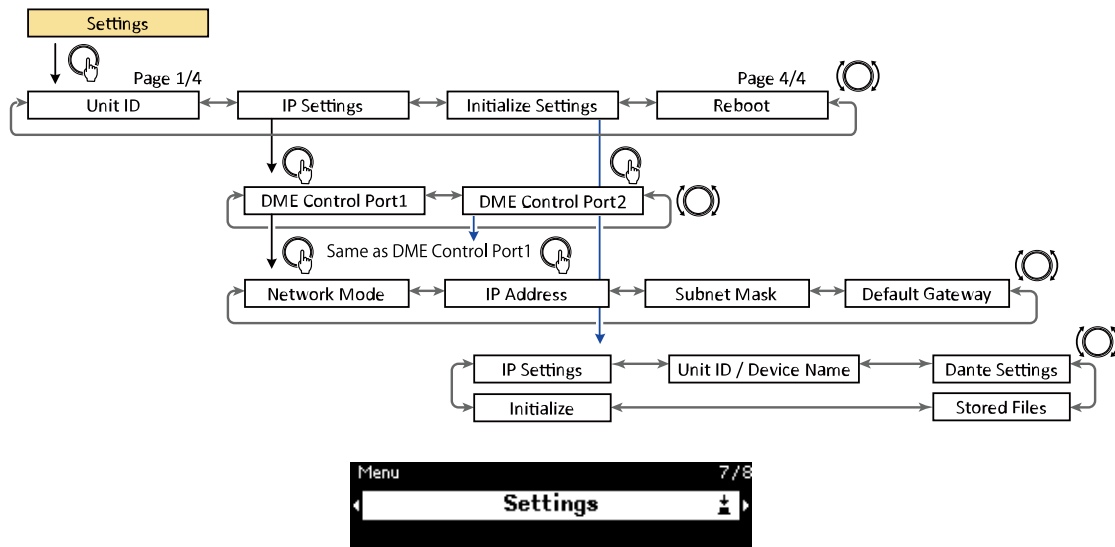 Settings
Page 1/4 Page 4/4
Unit ID IP Settings Initialize Settings Reboot
DME Control Port1 DME Control Port2
Same as DME Control Port1
Network Mode IP Address Subnet Mask Default Gateway
IP Settings Unit ID / Device Name Dante Settings
Initialize Stored Files
Menu 7/8
Settings